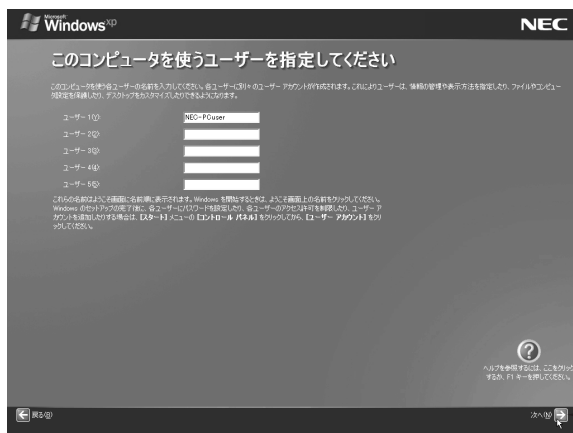 Microsoft
Windows xp
NEC
このコンピュータを使うユーザーを指定してください
このコンピュータを使う各ユーザーの名前を入力してください。各ユーザーに別々のユーザー アカウントが作成されます。これによりユーザーは、情報の管理や表示方法を指定したり、ファイルやコンピュー
タ設定を保護したり、デスクトップをカスタマイズしたりできるようになります。
ユーザー 1(Y): NEC-PCuser
ユーザー 2(2):
ユーザー 3(3):
ユーザー 4(4):
ユーザー 5(5):
これらの名前はようこそ画面に名前順に表示されます。Windows を開始するときは、ようこそ画面上の名前をクリックしてください。
Windows のセットアップの完了後に、各ユーザーにパスワードを設定したり、各ユーザーのアクセス許可を制限したり、ユーザー ア
カウントを追加したりする場合は、[スタート] メニューの [コントロール パネル] をクリックしてから、[ユーザー アカウント] をクリ
ックしてください。
?
ヘルプを参照するには、ここをクリック
するか、F1 キーを押してください。
戻る(B)
次へ(N)